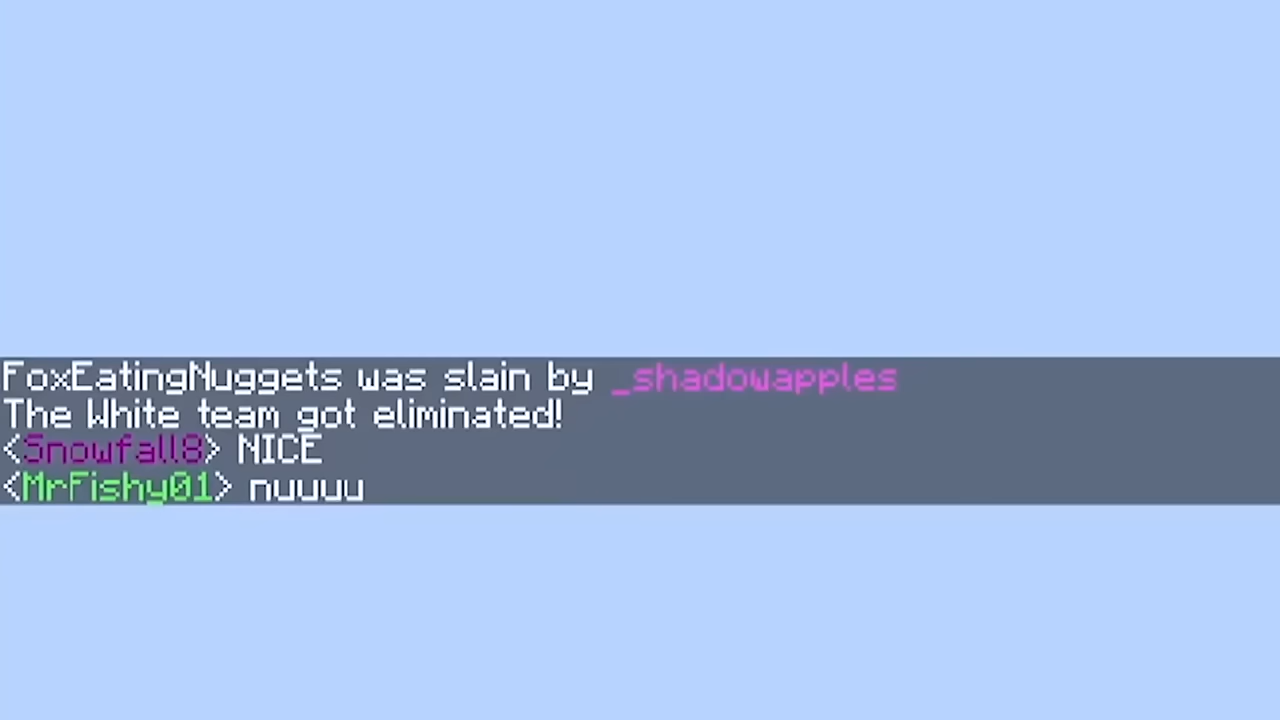 FoxEatingNuggets was slain by _shadowapples
The White team got eliminated!
<Snowfall8> NICE
<MrFishy01> nuuuu